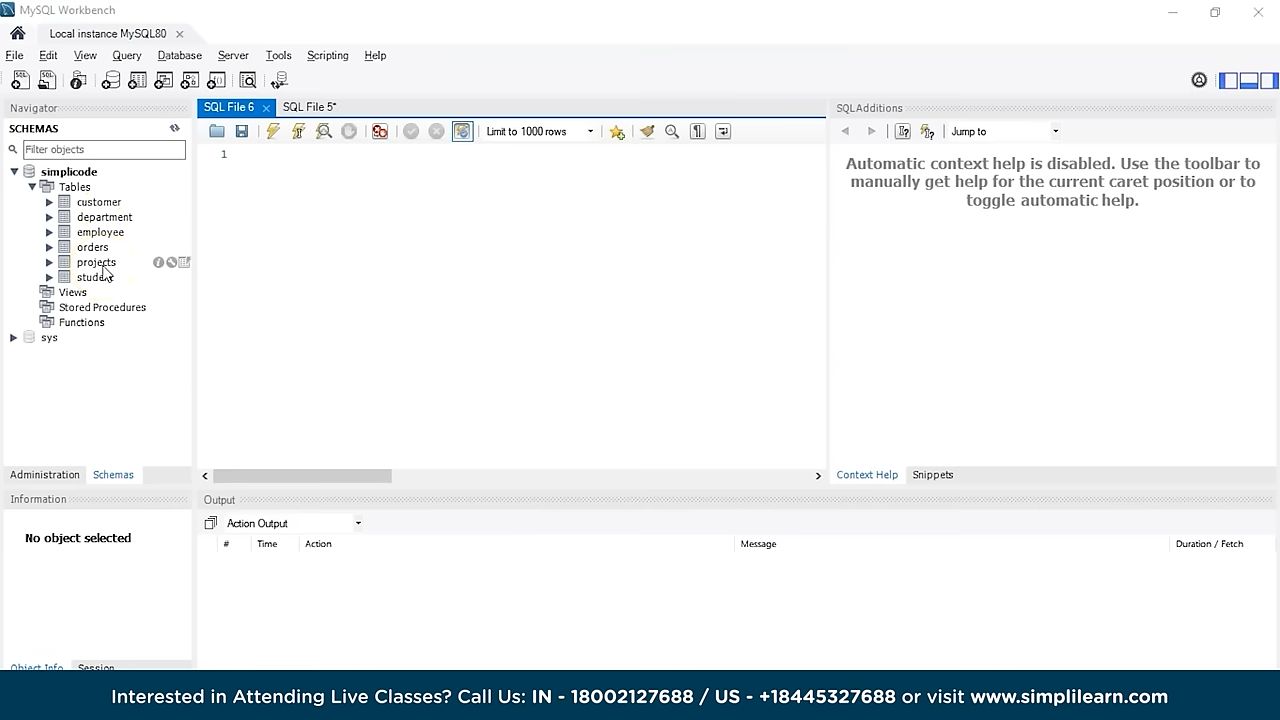 MySQL Workbench
Local instance MySQL80
File Edit View Query Database Server Tools Scripting Help
Navigator
SCHEMAS
Filter objects
simplicode
Tables
customer
department
employee
orders
projects
Views
Stored Procedures
Functions
sys
Administration Schemas
Information
No object selected
Object Info Session
SQL File 6 SQL File 5*
Limit to 1000 rows
1
SQLAdditions
Jump to
Automatic context help is disabled. Use the toolbar to
manually get help for the current caret position or to
toggle automatic help.
Context Help Snippets
Output
Action Output
# Time Action Message Duration / Fetch
Interested in Attending Live Classes? Call Us: IN - 18002127688 / US - +18445327688 or visit www.simplilearn.com